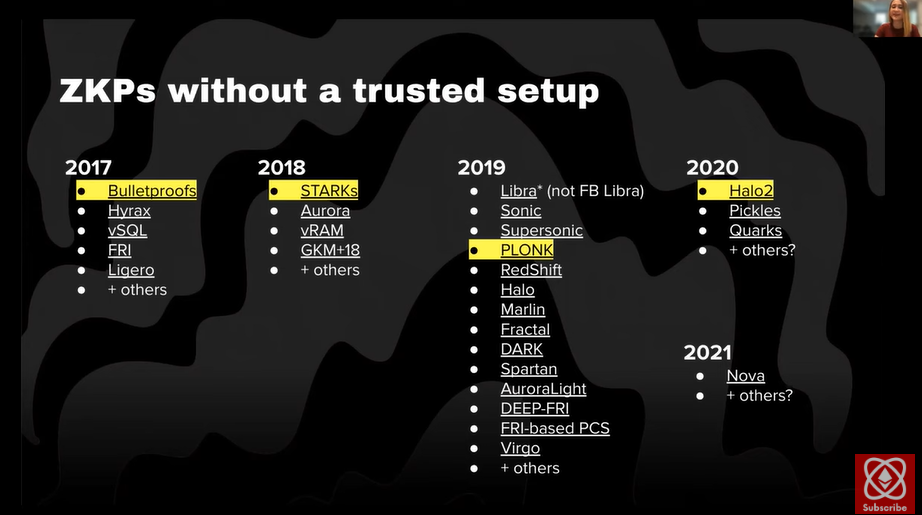 ZKPs without a trusted setup
2017
• Bulletproofs
• Hyrax
• vSQL
• FRI
• Ligero
• + others
2018
• STARKs
• Aurora
• vRAM
• GKM+18
• + others
2019
• Libra* (not FB Libra)
• Sonic
• Supersonic
• PLONK
• RedShift
• Halo
• Marlin
• Fractal
• DARK
• Spartan
• AuroraLight
• DEEP-FRI
• FRI-based PCS
• Virgo
• + others
2020
• Halo2
• Pickles
• Quarks
• + others?
2021
• Nova
• + others?
Subscribe